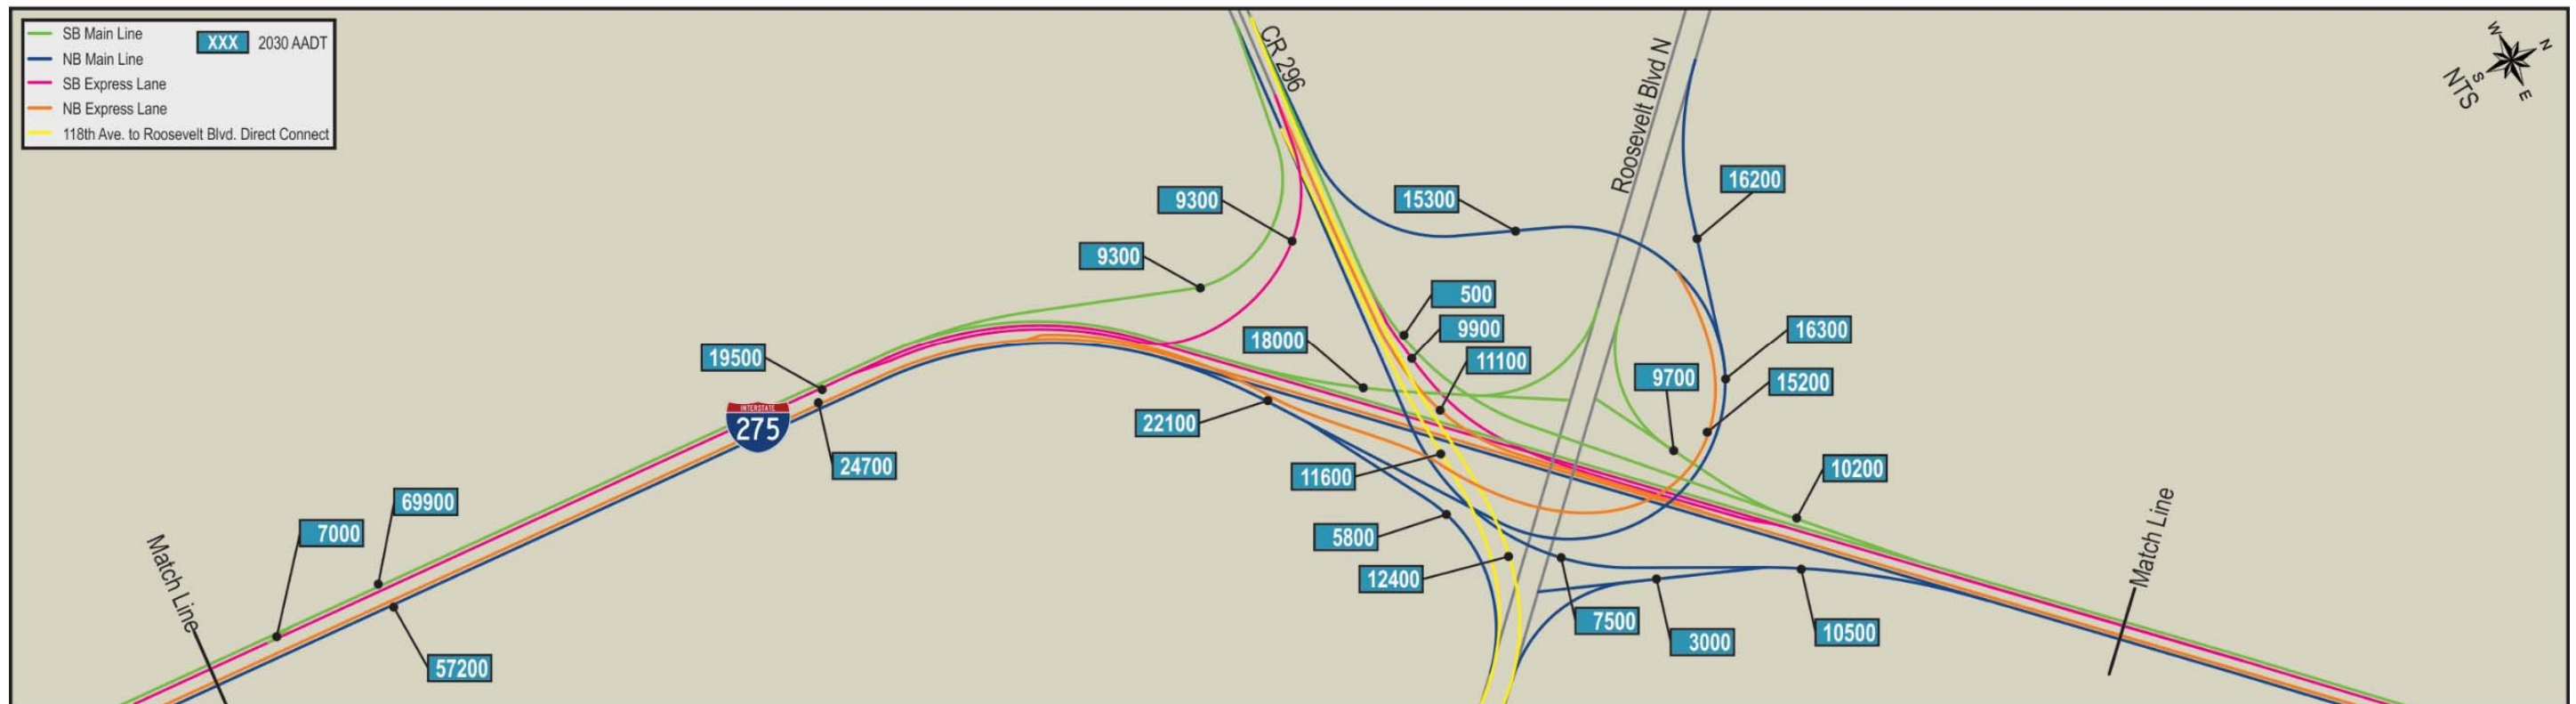 SB Main Line
XXX 2030 AADT
NB Main Line
SB Express Lane
NB Express Lane
118th Ave. to Roosevelt Blvd. Direct Connect
CR 296
Roosevelt Blvd N
W
N
S
E
NTS
9300
15300
16200
9300
500
9900
18000
11100
16300
19500
9700
15200
INTERSTATE
275
22100
24700
11600
10200
69900
7000
5800
Match Line
Match Line
12400
7500
3000
10500
57200